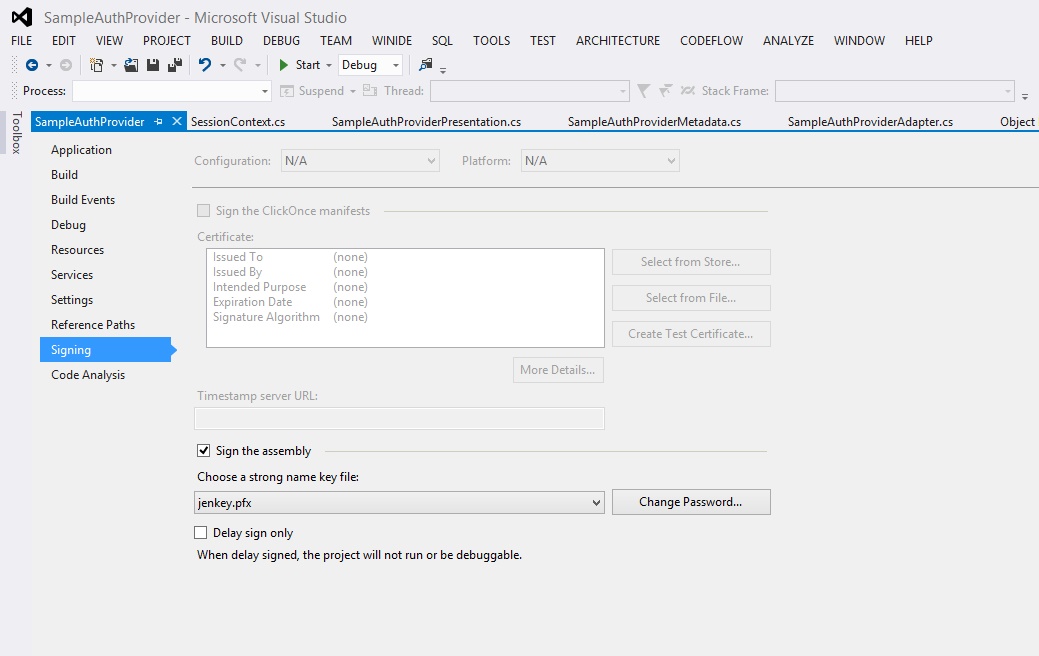 SampleAuthProvider - Microsoft Visual Studio
FILE EDIT VIEW PROJECT BUILD DEBUG TEAM WINIDE SQL TOOLS TEST ARCHITECTURE CODEFLOW ANALYZE WINDOW HELP
Start Debug
Process: Suspend Thread: Stack Frame:
Toolbox
SampleAuthProvider SessionContext.cs SampleAuthProviderPresentation.cs SampleAuthProviderMetadata.cs SampleAuthProviderAdapter.cs Object
Application
Build
Build Events
Debug
Resources
Services
Settings
Reference Paths
Signing
Code Analysis
Configuration: N/A Platform: N/A
Sign the ClickOnce manifests
Certificate:
Issued To (none)
Issued By (none)
Intended Purpose (none)
Expiration Date (none)
Signature Algorithm (none)
Select from Store...
Select from File...
Create Test Certificate...
More Details...
Timestamp server URL:
Sign the assembly
Choose a strong name key file:
jenkey.pfx Change Password...
Delay sign only
When delay signed, the project will not run or be debuggable.